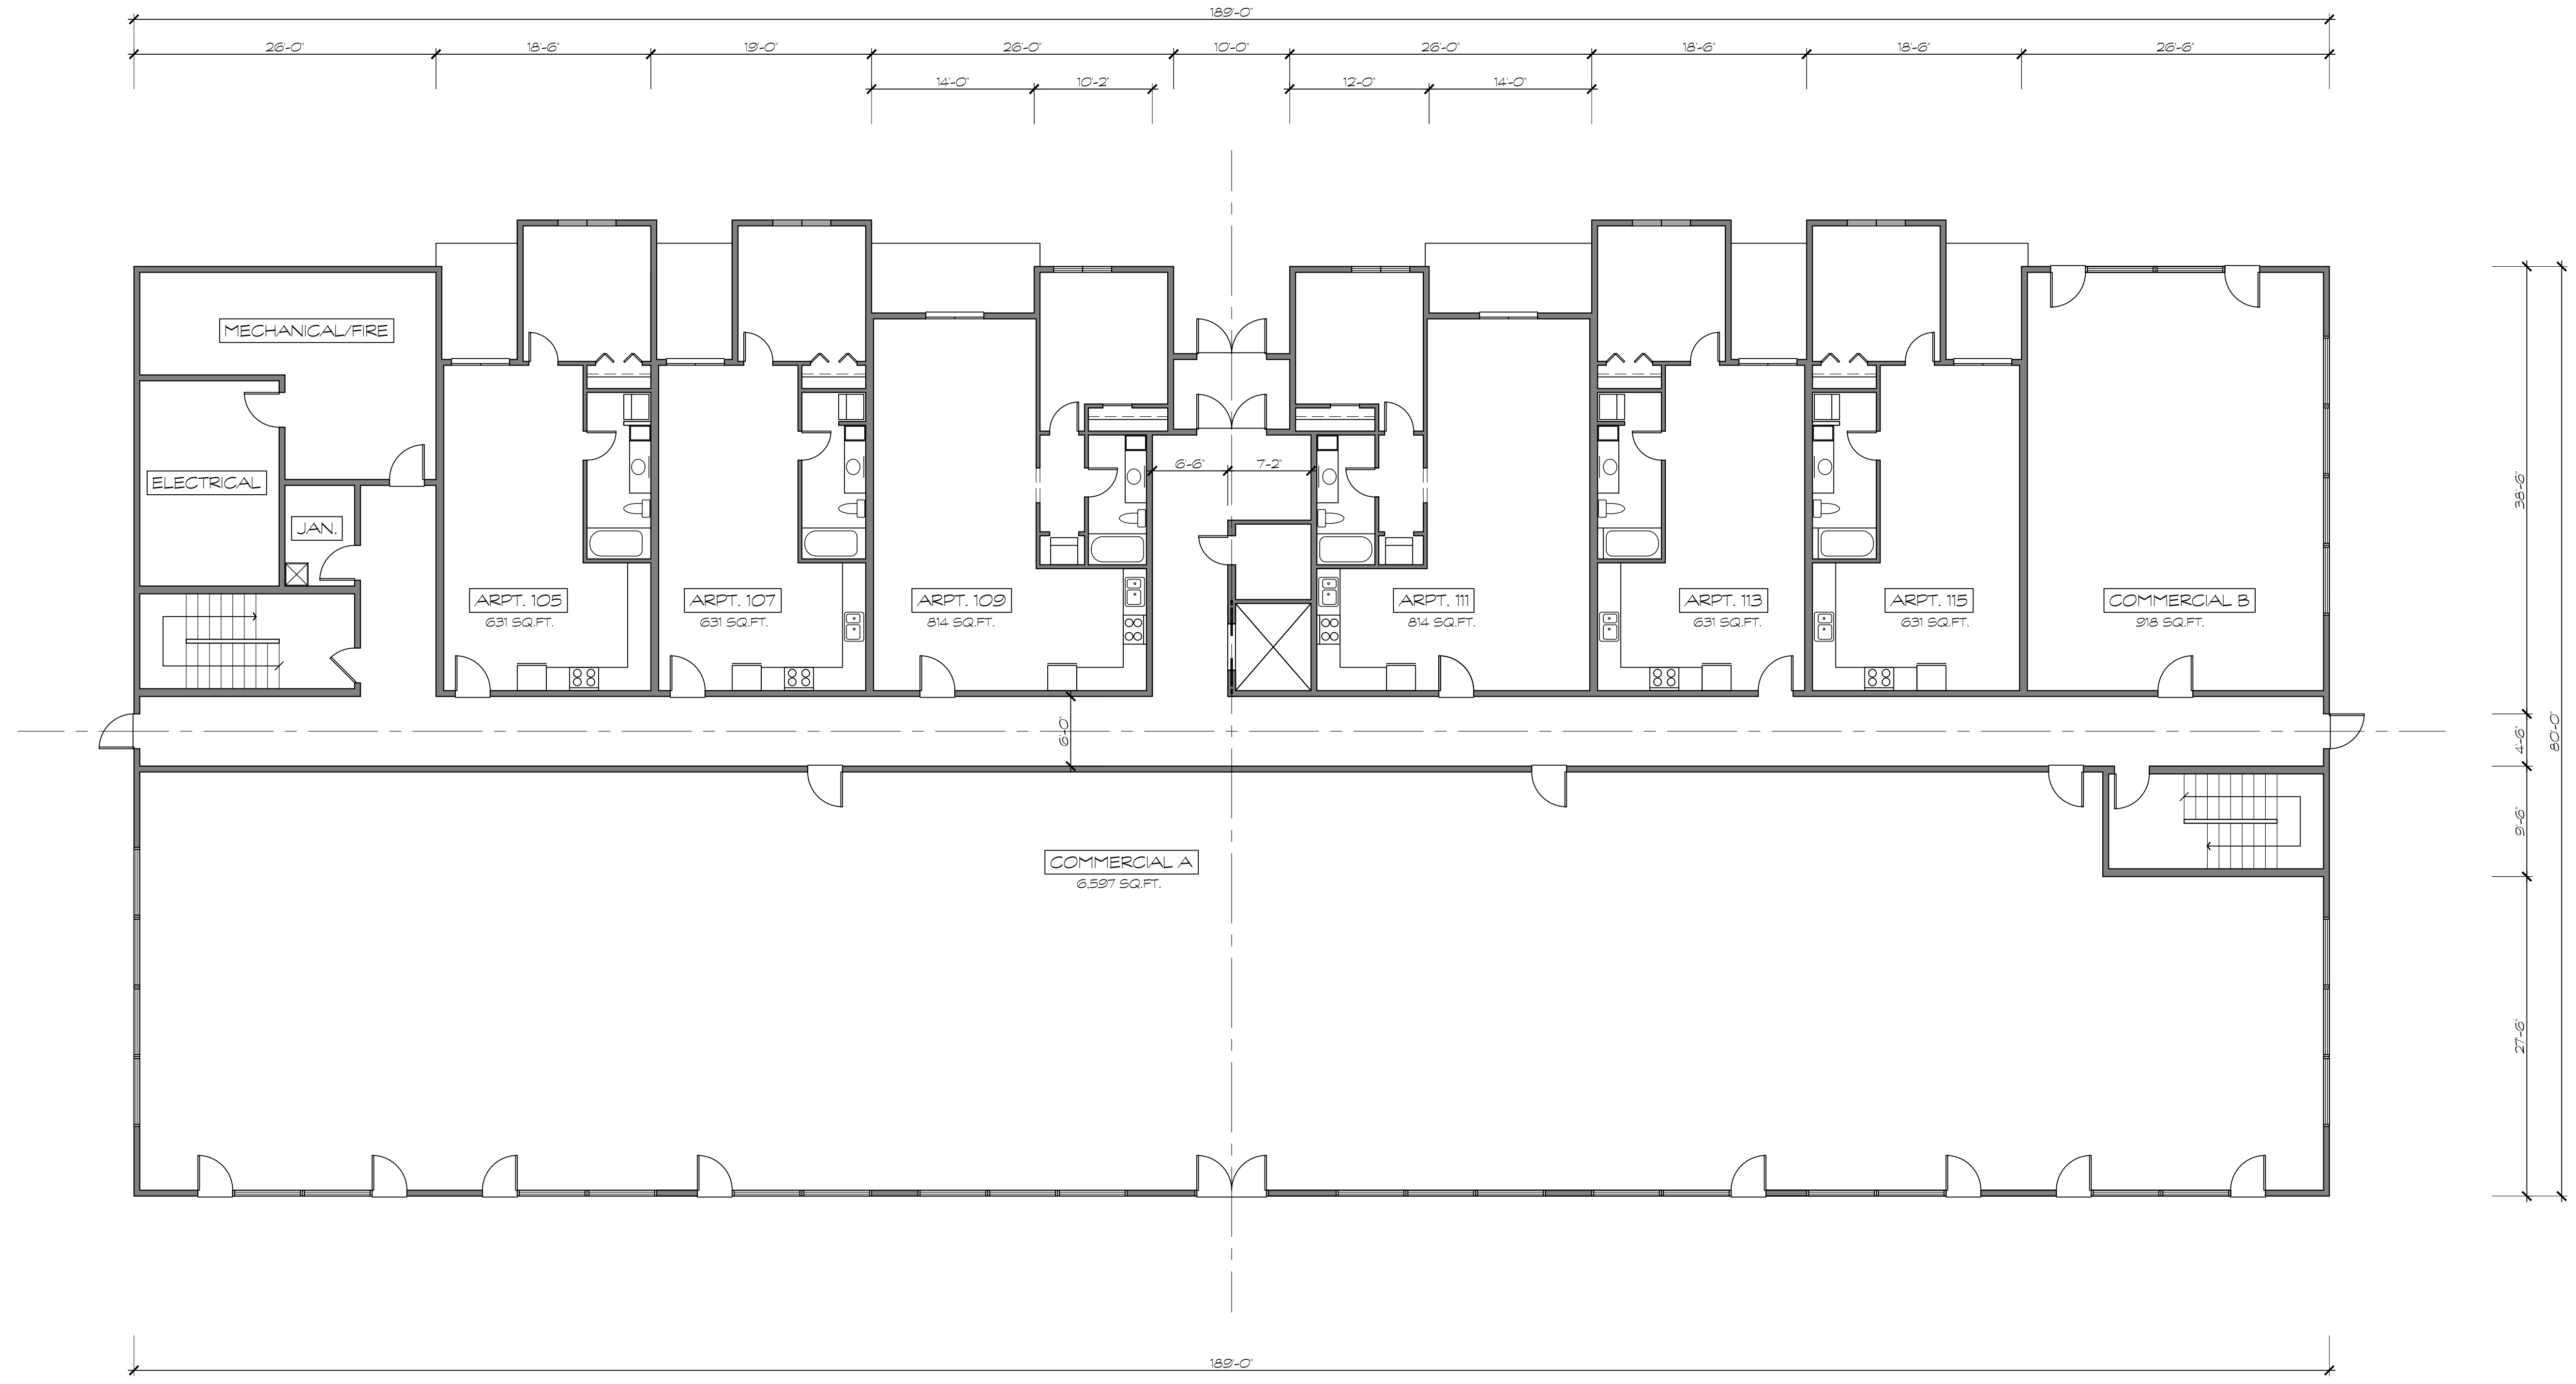 189'-0"
26'-0"
18'-6"
19'-0"
26'-0"
10'-0"
26'-0"
18'-6"
18'-6"
26'-6"
14'-0"
10'-2"
12'-0"
14'-0"
MECHANICAL/FIRE
ELECTRICAL
JAN.
6'-6"
7'-2"
38'-6"
ARPT. 105
631 SQ.FT.
ARPT. 107
631 SQ.FT.
ARPT. 109
814 SQ.FT.
ARPT. 111
814 SQ.FT.
ARPT. 113
631 SQ.FT.
ARPT. 115
631 SQ.FT.
COMMERCIAL B
918 SQ.FT.
6'-0"
4'-6"
80'-0"
9'-6"
COMMERCIAL A
6,597 SQ.FT.
27'-6"
189'-0"